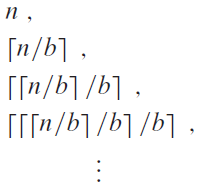 n ,
⌈n/b⌉ ,
⌈⌈n/b⌉/b⌉ ,
⌈⌈⌈n/b⌉/b⌉/b⌉ ,
⋮